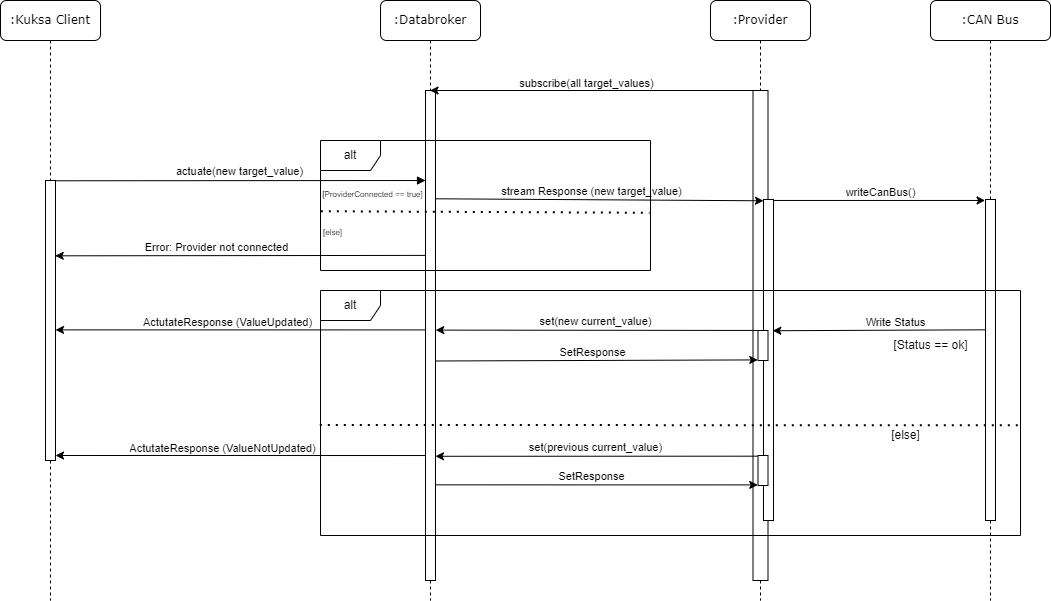 :Kuksa Client
:Databroker
:Provider
:CAN Bus
subscribe(all target_values)
alt
actuate(new target_value)
[ProviderConnected == true]
stream Response (new target_value)
writeCanBus()
[else]
Error: Provider not connected
alt
ActutateResponse (ValueUpdated)
set(new current_value)
Write Status
[Status == ok]
SetResponse
[else]
ActutateResponse (ValueNotUpdated)
set(previous current_value)
SetResponse